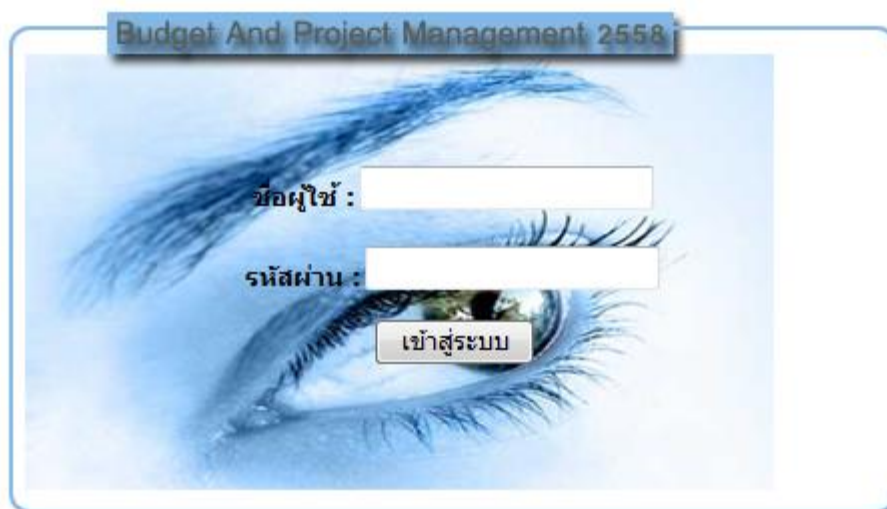 Budget And Project Management 2558
ชื่อผู้ใช้ :
รหัสผ่าน :
เข้าสู่ระบบ